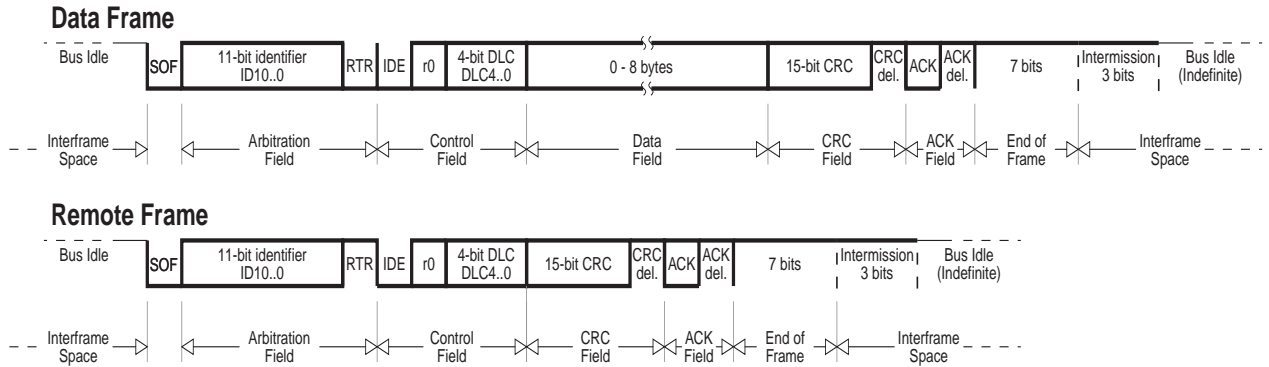 Data Frame
Bus Idle SOF 11-bit identifier ID10..0 RTR IDE r0 4-bit DLC DLC4..0 0 - 8 bytes 15-bit CRC CRC del. ACK ACK del. 7 bits Intermission 3 bits Bus Idle (Indefinite)
Interframe Space Arbitration Field Control Field Data Field CRC Field ACK Field End of Frame Interframe Space
Remote Frame
Bus Idle SOF 11-bit identifier ID10..0 RTR IDE r0 4-bit DLC DLC4..0 15-bit CRC CRC del. ACK ACK del. 7 bits Intermission 3 bits Bus Idle (Indefinite)
Interframe Space Arbitration Field Control Field CRC Field ACK Field End of Frame Interframe Space